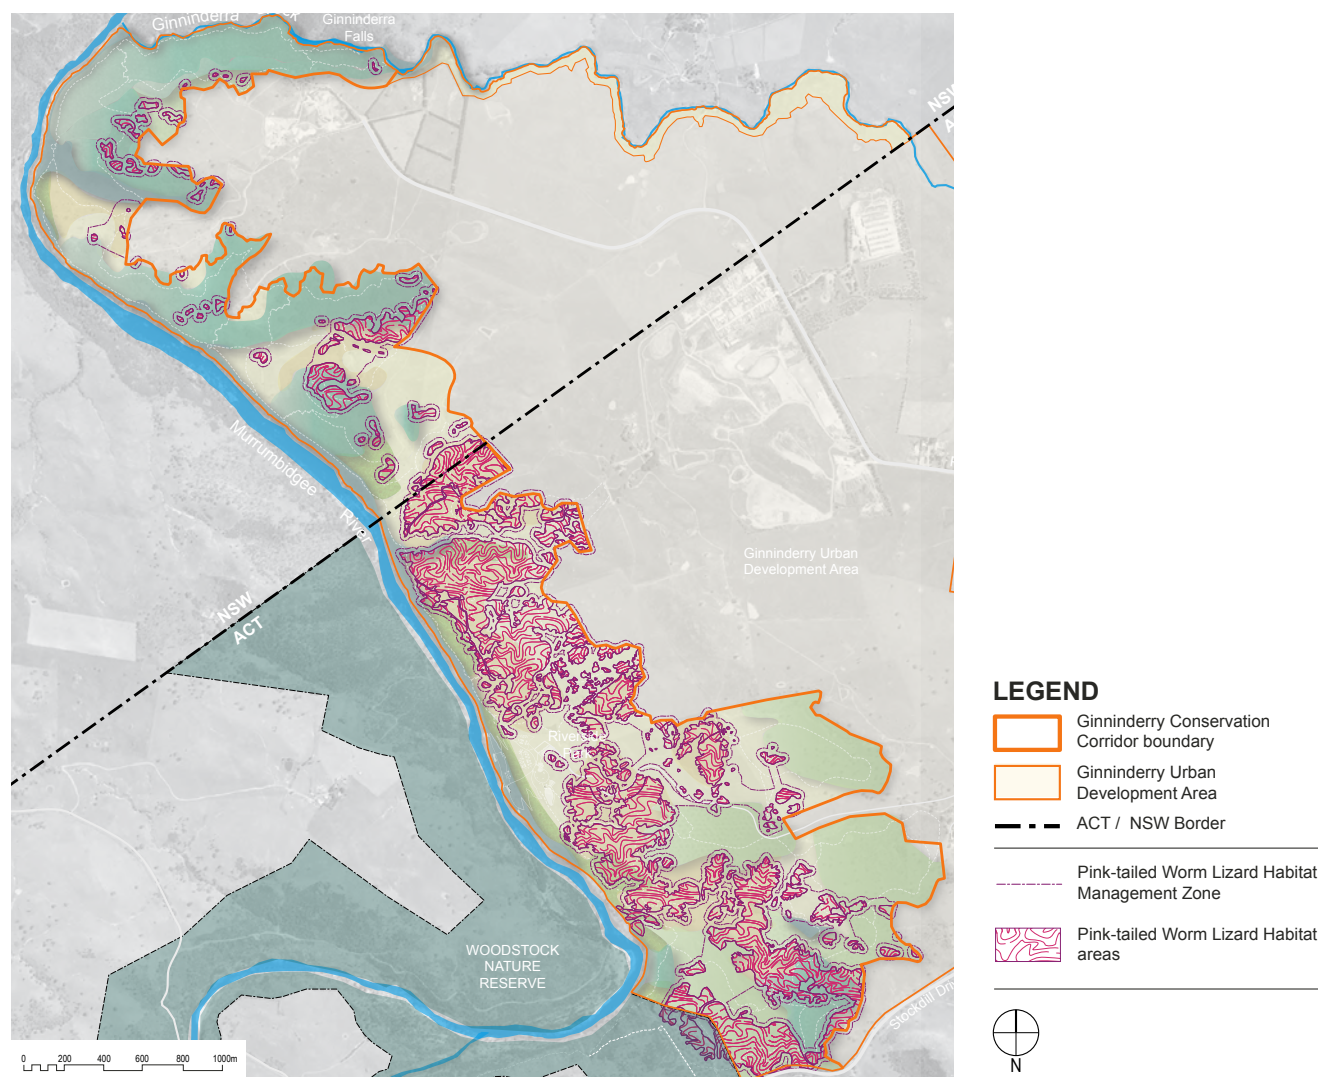 Ginninderra
Ginninderra
Falls
NSW
Murrumbidgee
River
NSW
ACT
Ginninderry Urban
Development Area
WOODSTOCK
NATURE
RESERVE
0 200 400 600 800 1000m
LEGEND
Ginninderry Conservation
Corridor boundary
Ginninderry Urban
Development Area
ACT / NSW Border
Pink-tailed Worm Lizard Habitat
Management Zone
Pink-tailed Worm Lizard Habitat
areas
N